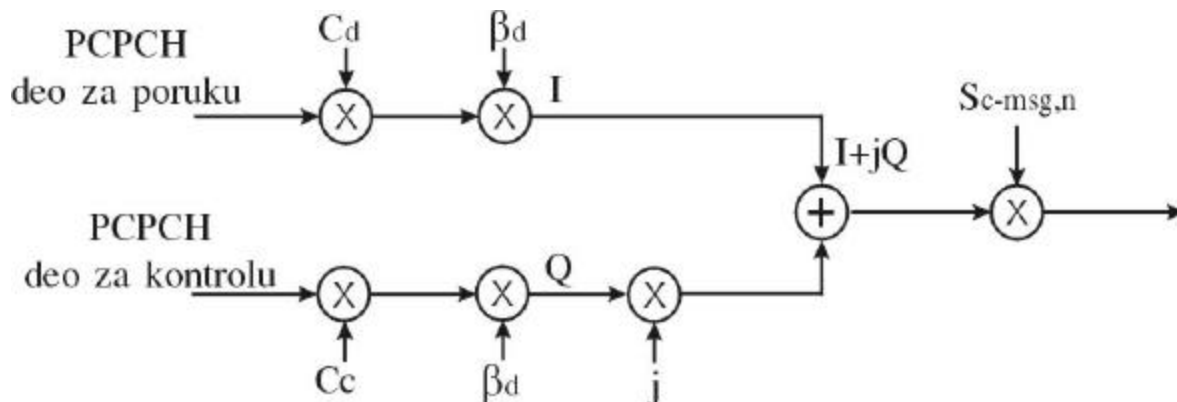 Cd
βd
PCPCH
deo za poruku
I
Sc-msg,n
I+jQ
+
X
X
X
PCPCH
deo za kontrolu
Q
X
X
X
Cc
βd
j